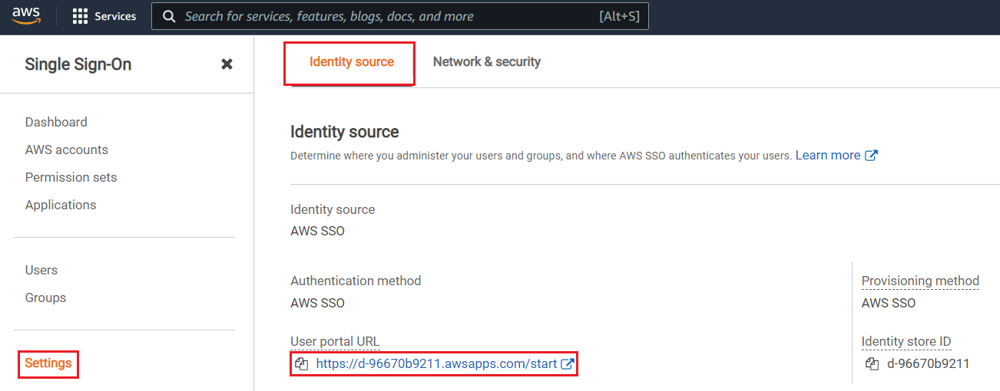 aws
Services
Search for services, features, blogs, docs, and more [Alt+S]
Single Sign-On
Dashboard
AWS accounts
Permission sets
Applications
Users
Groups
Settings
Identity source Network & security
Identity source
Determine where you administer your users and groups, and where AWS SSO authenticates your users. Learn more
Identity source
AWS SSO
Authentication method
AWS SSO
User portal URL
https://d-96670b9211.awsapps.com/start
Provisioning method
AWS SSO
Identity store ID
d-96670b9211